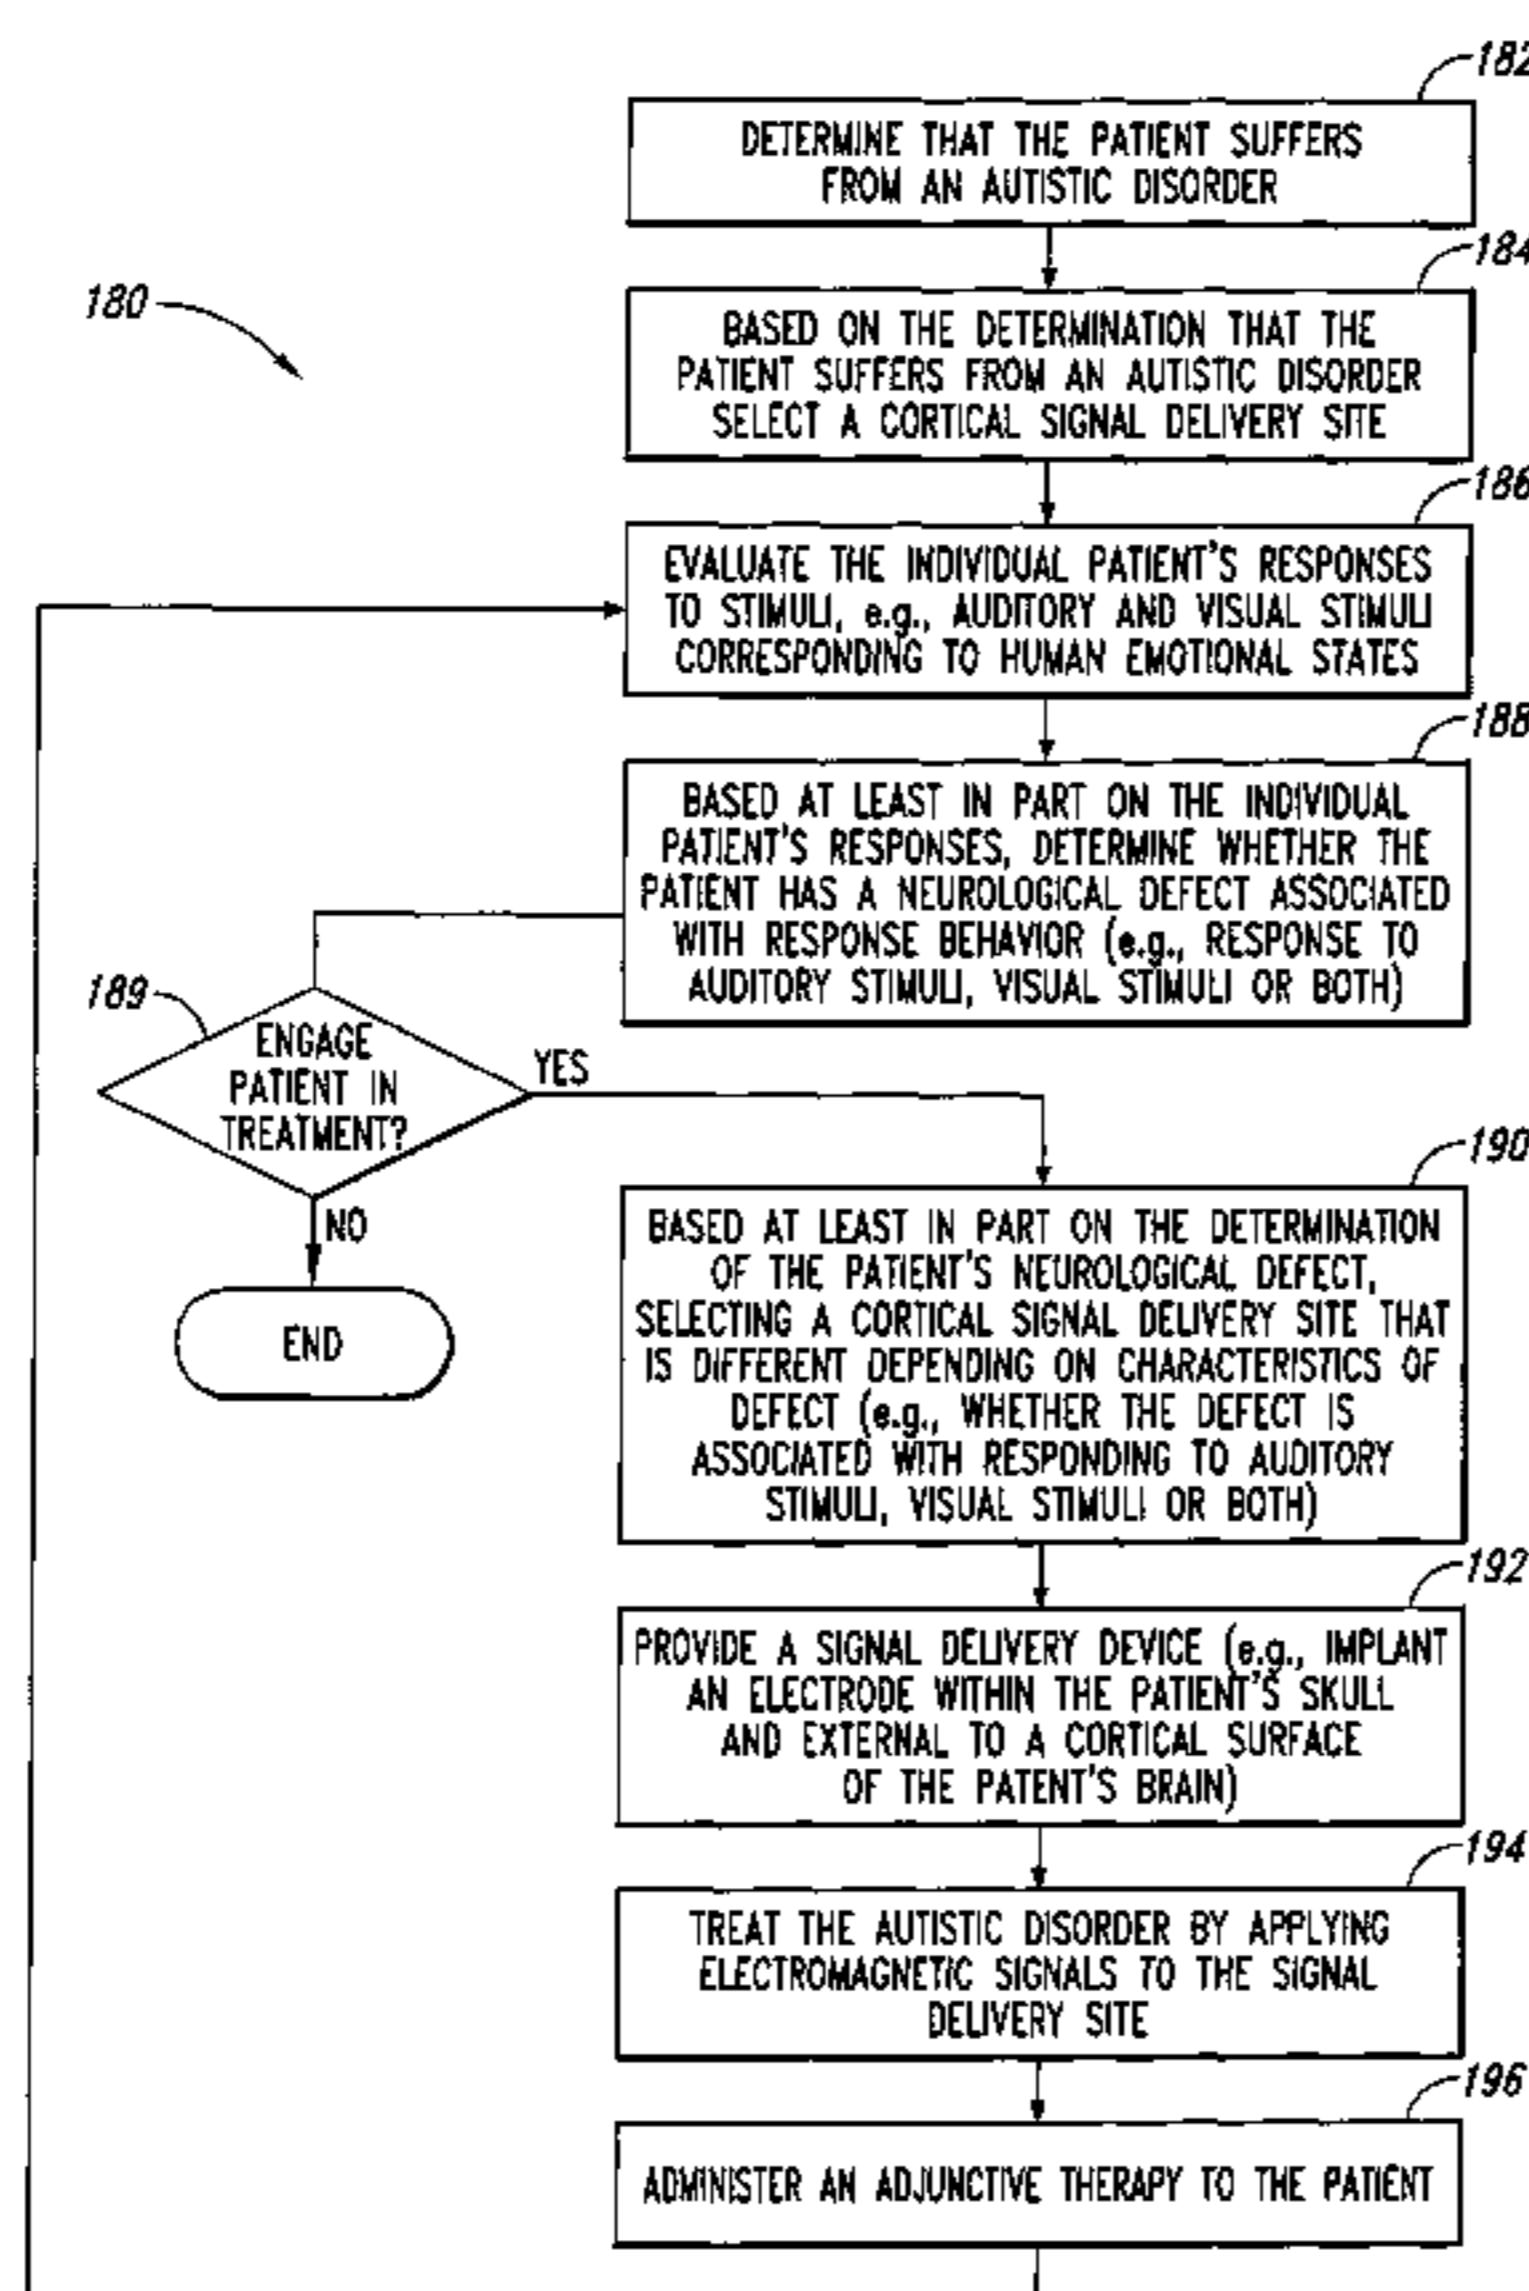 182
DETERMINE THAT THE PATIENT SUFFERS
FROM AN AUTISTIC DISORDER
184
180
BASED ON THE DETERMINATION THAT THE
PATIENT SUFFERS FROM AN AUTISTIC DISORDER
SELECT A CORTICAL SIGNAL DELIVERY SITE
186
EVALUATE THE INDIVIDUAL PATIENT'S RESPONSES
TO STIMULI, e.g., AUDITORY AND VISUAL STIMULI
CORRESPONDING TO HUMAN EMOTIONAL STATES
188
BASED AT LEAST IN PART ON THE INDIVIDUAL
PATIENT'S RESPONSES, DETERMINE WHETHER THE
PATIENT HAS A NEUROLOGICAL DEFECT ASSOCIATED
WITH RESPONSE BEHAVIOR (e.g., RESPONSE TO
AUDITORY STIMULI, VISUAL STIMULI OR BOTH)
189
ENGAGE
PATIENT IN
TREATMENT?
YES
NO
END
190
BASED AT LEAST IN PART ON THE DETERMINATION
OF THE PATIENT'S NEUROLOGICAL DEFECT,
SELECTING A CORTICAL SIGNAL DELIVERY SITE THAT
IS DIFFERENT DEPENDING ON CHARACTERISTICS OF
DEFECT (e.g., WHETHER THE DEFECT IS
ASSOCIATED WITH RESPONDING TO AUDITORY
STIMULI, VISUAL STIMULI OR BOTH)
192
PROVIDE A SIGNAL DELIVERY DEVICE (e.g., IMPLANT
AN ELECTRODE WITHIN THE PATIENT'S SKULL
AND EXTERNAL TO A CORTICAL SURFACE
OF THE PATENT'S BRAIN)
194
TREAT THE AUTISTIC DISORDER BY APPLYING
ELECTROMAGNETIC SIGNALS TO THE SIGNAL
DELIVERY SITE
196
ADMINISTER AN ADJUNCTIVE THERAPY TO THE PATIENT